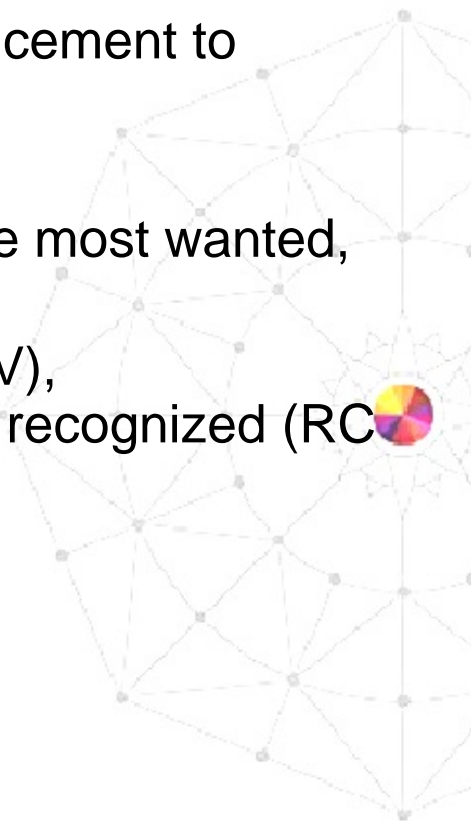 cement to
e most wanted,
V),
recognized (RC